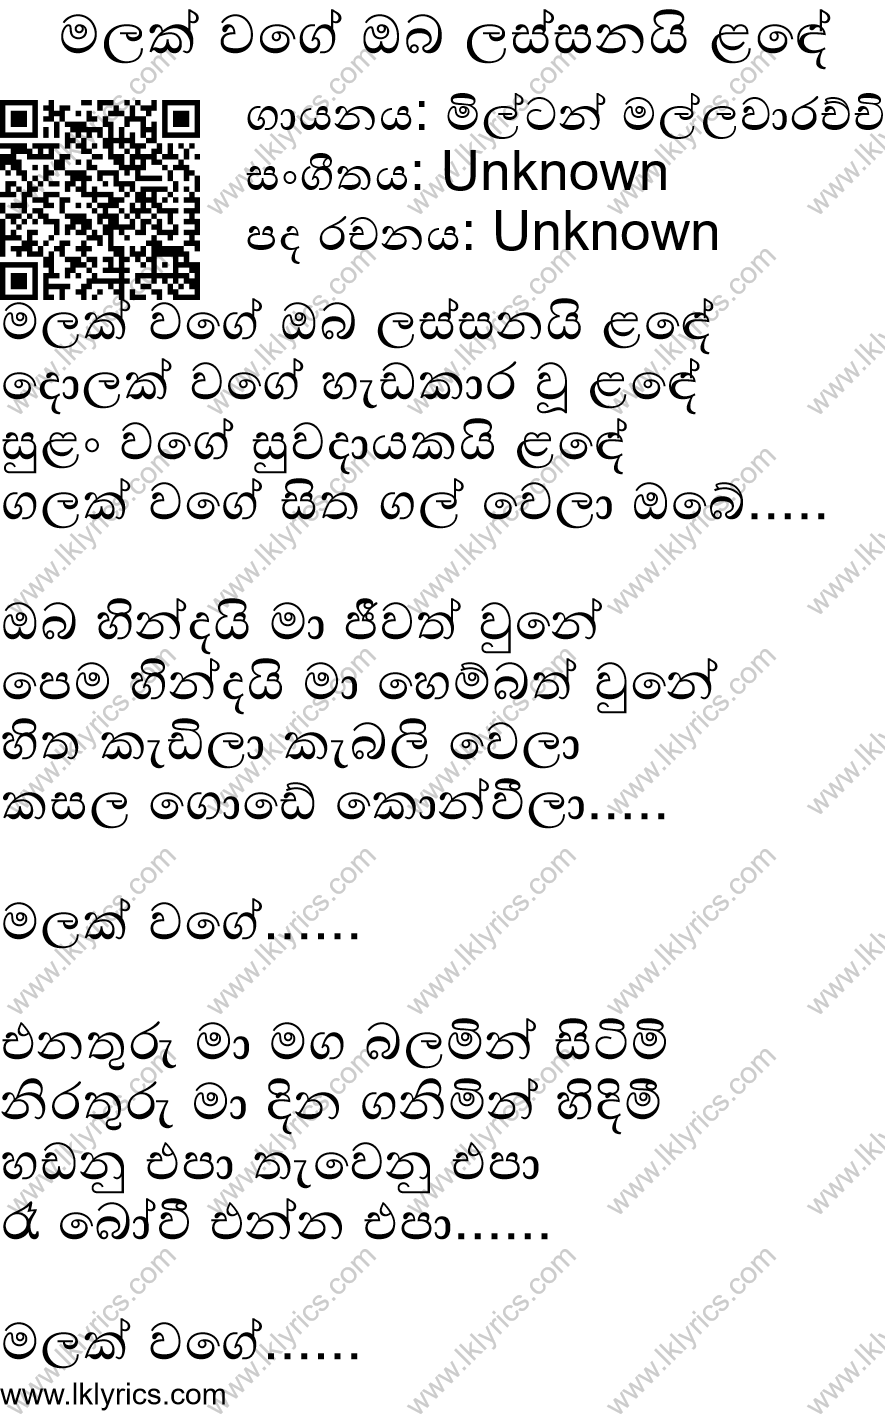 මලක් වගේ ඔබ ලස්සනයි ළඳේ
ගායනය: මිල්ටන් මල්ලවාරච්චි
සංගීතය: Unknown
පද රචනය: Unknown
මලක් වගේ ඔබ ලස්සනයි ළඳේ
දොලක් වගේ හැඩකාර වූ ළඳේ
සුළං වගේ සුවදායකයි ළඳේ
ගලක් වගේ සිත ගල් වෙලා ඔබේ.....
ඔබ හින්දයි මා ජීවත් වුනේ
පෙම හින්දයි මා හෙම්බත් වුනේ
හිත කැඩිලා කැබලි වෙලා
කසල ගොඩේ කොන්වීලා.....
මලක් වගේ......
එනතුරු මා මග බලමින් සිටිමි
නිරතුරු මා දින ගනිමින් හිදිමී
හඩනු එපා තැවෙනු එපා
රෑ බෝවී එන්න එපා......
මලක් වගේ......
www.lklyrics.com